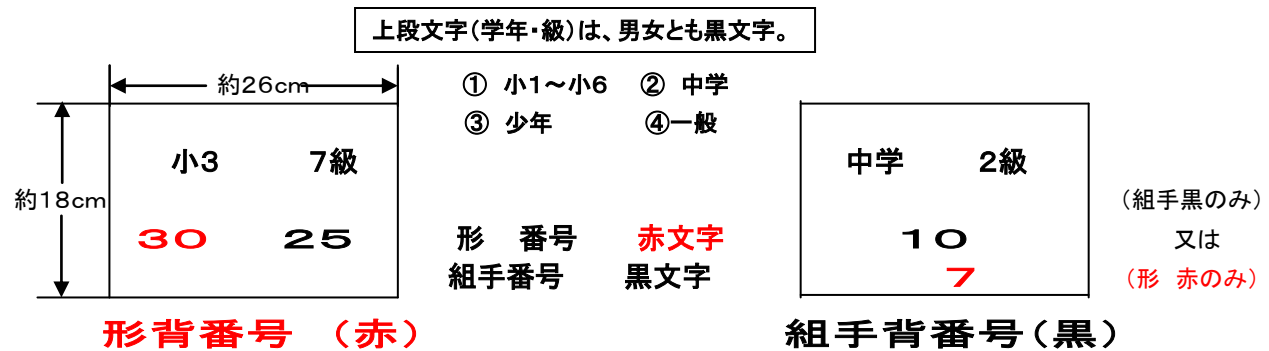 上段文字(学年・級)は、男女とも黒文字。
約26cm
① 小1～小6 ② 中学
③ 少年 ④一般
約18cm
小3 7級
30 25
形 番号 赤文字
組手番号 黒文字
中学 2級
10
7
(組手黒のみ)
又は
(形 赤のみ)
形背番号 (赤)
組手背番号(黒)